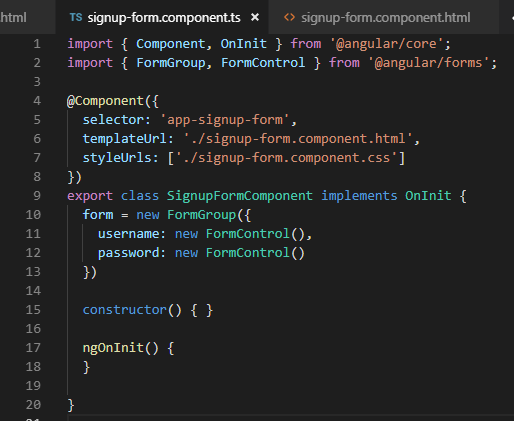 html
TS signup-form.component.ts ×
<> signup-form.component.html
1 import { Component, OnInit } from '@angular/core';
2 import { FormGroup, FormControl } from '@angular/forms';
3
4 @Component({
5   selector: 'app-signup-form',
6   templateUrl: './signup-form.component.html',
7   styleUrls: ['./signup-form.component.css']
8 })
9 export class SignupFormComponent implements OnInit {
10   form = new FormGroup({
11     username: new FormControl(),
12     password: new FormControl()
13   })
14
15   constructor() { }
16
17   ngOnInit() {
18   }
19
20 }
21